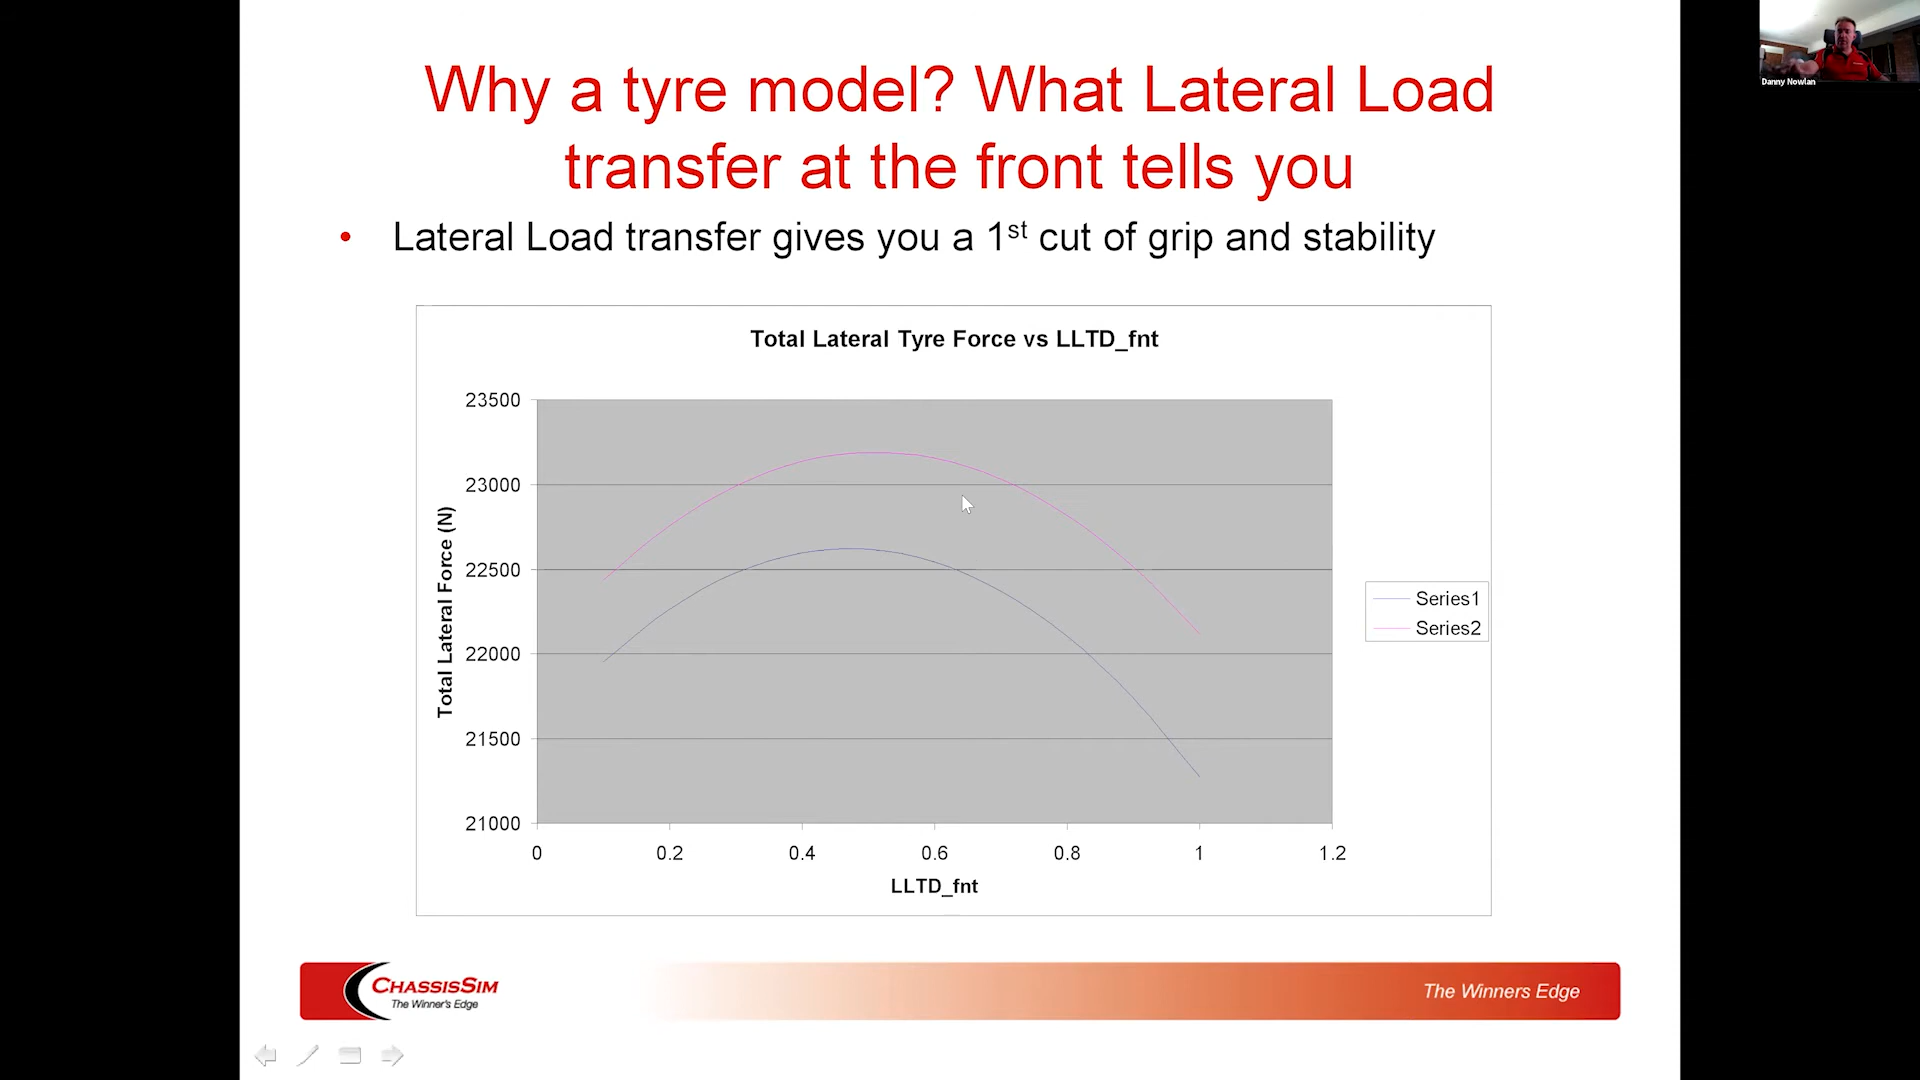 Why a tyre model? What Lateral Load
transfer at the front tells you
• Lateral Load transfer gives you a 1st cut of grip and stability
Total Lateral Tyre Force vs LLTD_fnt
Total Lateral Force (N)
23500
23000
22500
22000
21500
21000
0 0.2 0.4 0.6 0.8 1 1.2
LLTD_fnt
Series1
Series2
CHASSISSIM
The Winner's Edge
The Winners Edge
Danny Nowlan